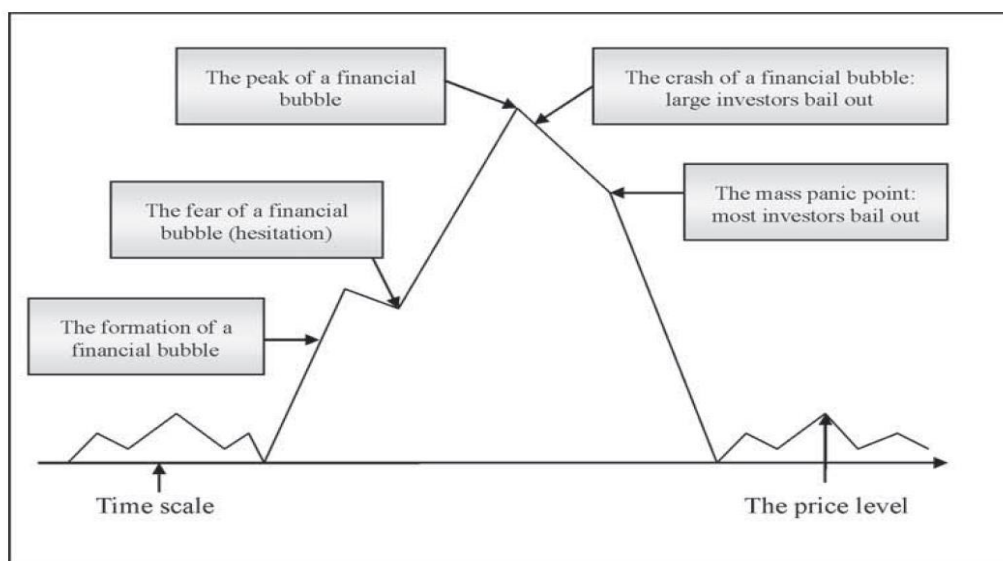 The peak of a financial
bubble
The crash of a financial bubble:
large investors bail out
The fear of a financial
bubble (hesitation)
The mass panic point:
most investors bail out
The formation of a
financial bubble
Time scale
The price level